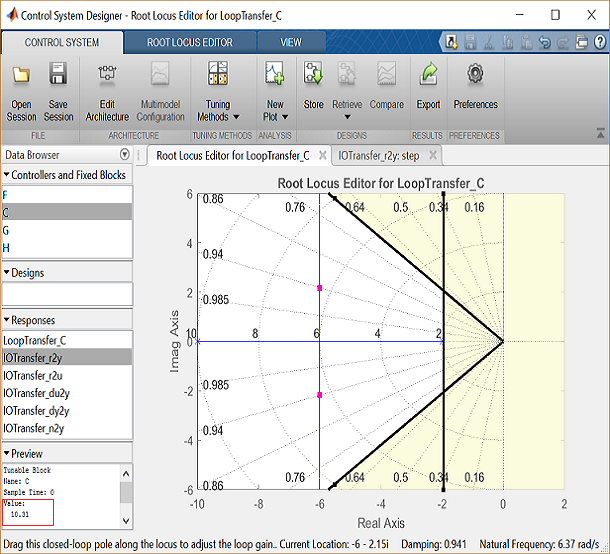 Control System Designer - Root Locus Editor for LoopTransfer_C
CONTROL SYSTEM
ROOT LOCUS EDITOR
VIEW
Open Session
Save Session
Edit Architecture
Multimodel Configuration
Tuning Methods
New Plot
Store
Retrieve
Compare
Export
Preferences
FILE
ARCHITECTURE
TUNING METHODS
ANALYSIS
DESIGNS
RESULTS
PREFERENCES
Data Browser
Controllers and Fixed Blocks
F
C
G
H
Designs
Responses
LoopTransfer_C
IOTransfer_r2y
IOTransfer_r2u
IOTransfer_du2y
IOTransfer_dy2y
IOTransfer_n2y
Preview
Tunable Block
Name: C
Sample Time: 0
Value:
10.31
Root Locus Editor for LoopTransfer_C
IOTransfer_r2y: step
Root Locus Editor for LoopTransfer_C
6
4
2
0
-2
-4
-6
Imag Axis
0.86
0.76
0.64
0.5
0.34
0.16
0.94
0.985
10
8
6
4
2
0.985
0.94
0.86
0.76
0.64
0.5
0.34
0.16
-10
-8
-6
-4
-2
0
2
Real Axis
Drag this closed-loop pole along the locus to adjust the loop gain.. Current Location: -6 - 2.15i Damping: 0.941 Natural Frequency: 6.37 rad/s